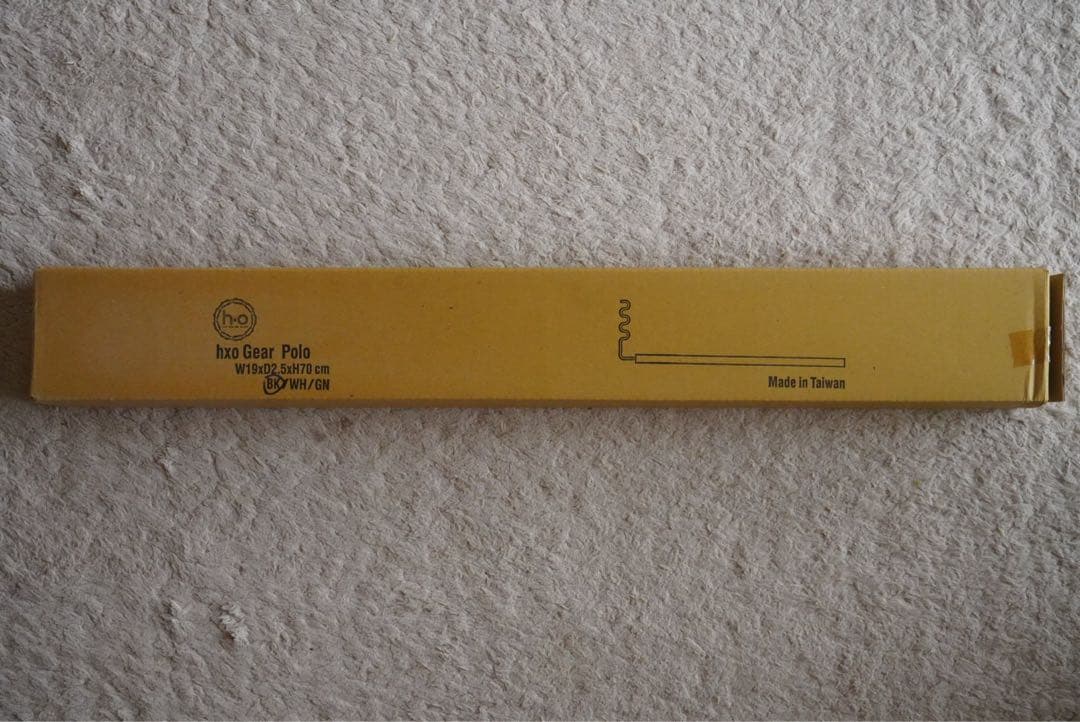 h·o
hxo Gear Polo
W19xD2.5xH70 cm
BK/WH/GN
Made in Taiwan